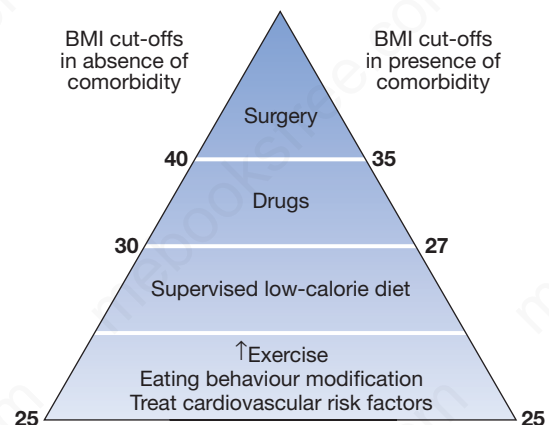 BMI cut-offs
in absence of
comorbidity
BMI cut-offs
in presence of
comorbidity
Surgery
40
35
Drugs
30
27
Supervised low-calorie diet
↑Exercise
Eating behaviour modification
Treat cardiovascular risk factors
25
25